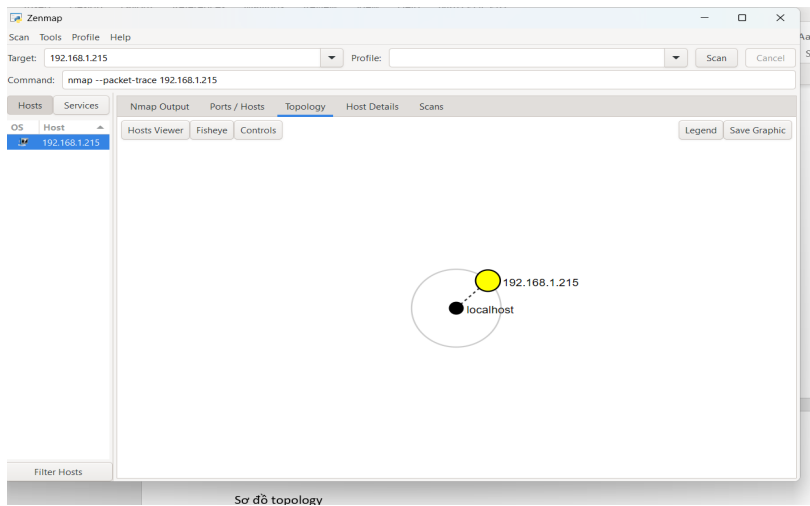 Zenmap
Scan Tools Profile Help
Target: 192.168.1.215 Profile: Scan Cancel
Command: nmap --packet-trace 192.168.1.215
Hosts Services Nmap Output Ports / Hosts Topology Host Details Scans
OS Host Hosts Viewer Fisheye Controls Legend Save Graphic
192.168.1.215
192.168.1.215
localhost
Filter Hosts
Sơ đồ topology